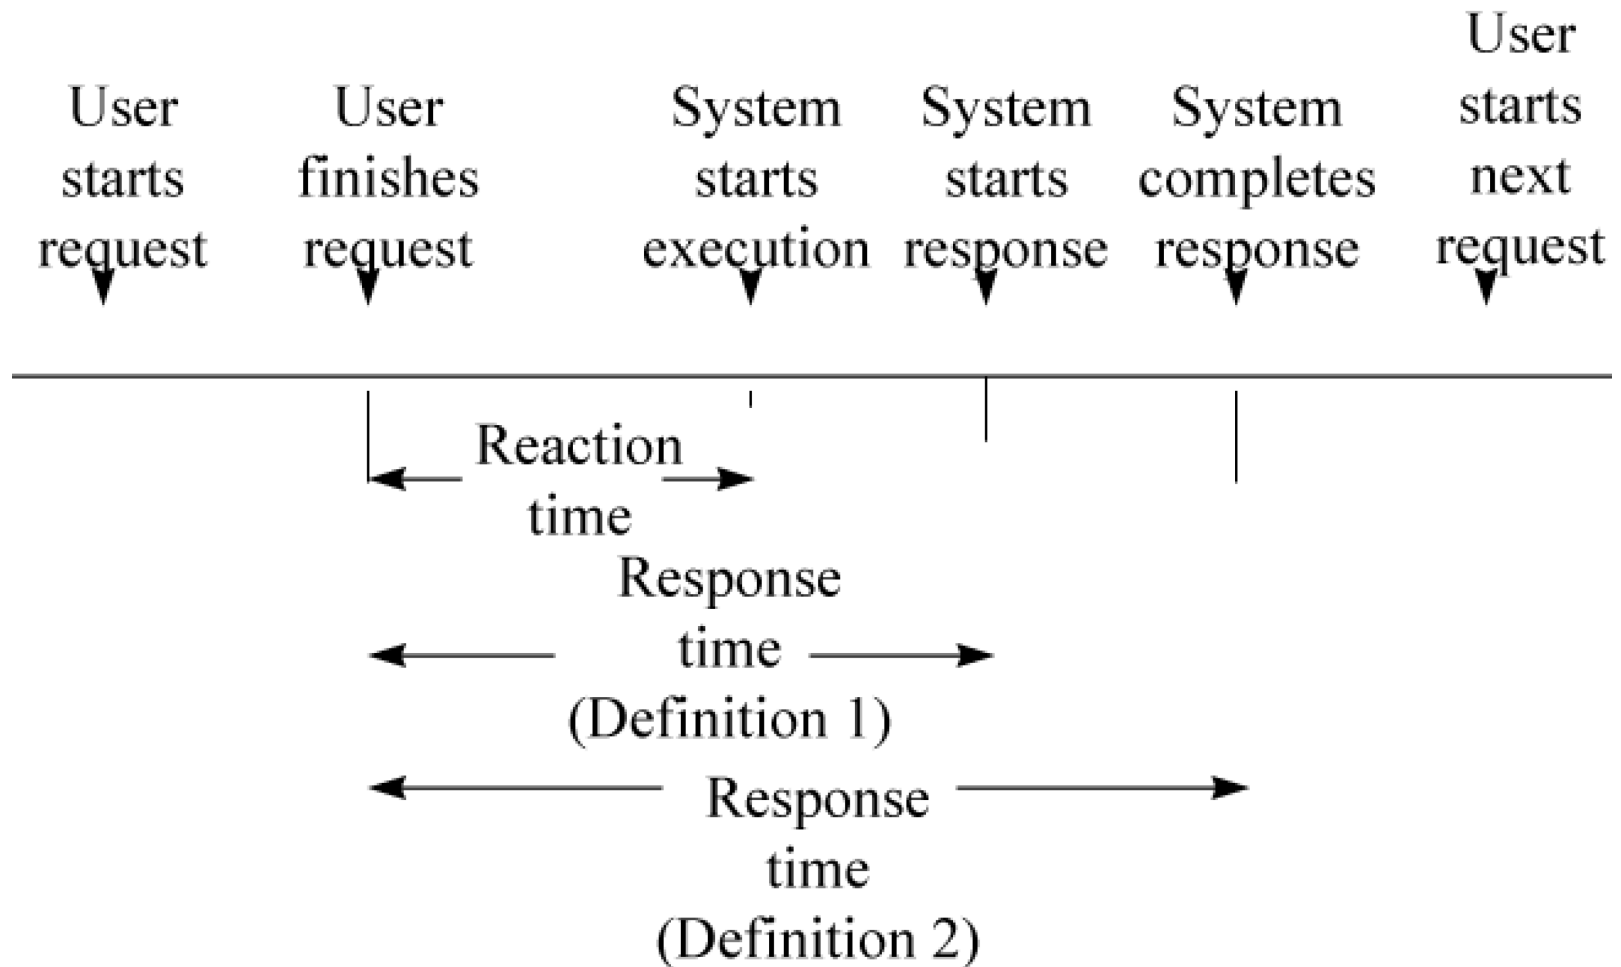 User
starts
request
User
finishes
request
System
starts
execution
System
starts
response
System
completes
response
User
starts
next
request
Reaction
time
Response
time
(Definition 1)
Response
time
(Definition 2)